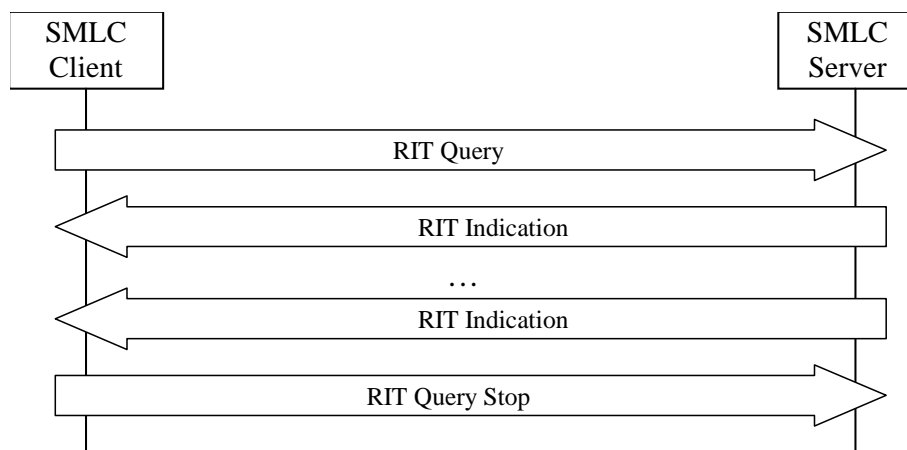 SMLC
Client
SMLC
Server
RIT Query
RIT Indication
...
RIT Indication
RIT Query Stop